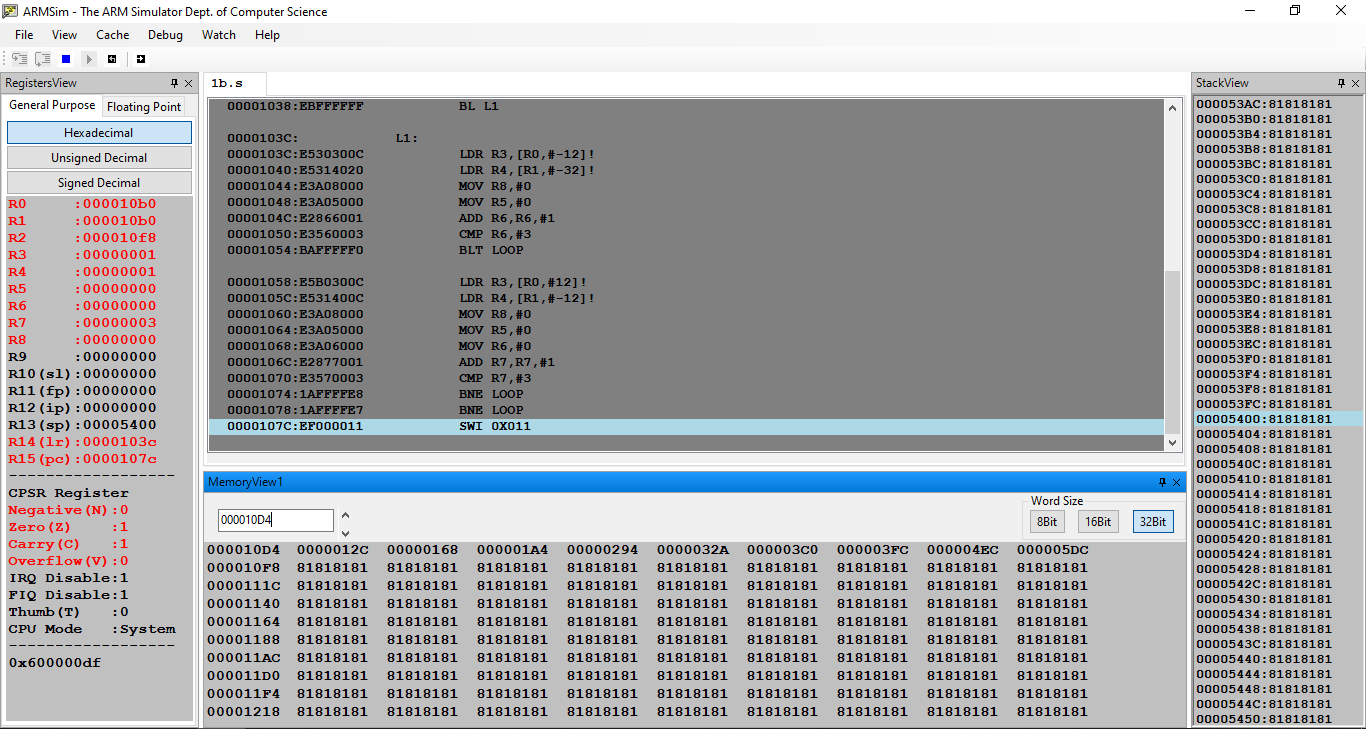 ARMSim - The ARM Simulator Dept. of Computer Science
File View Cache Debug Watch Help
RegistersView
General Purpose Floating Point
Hexadecimal
Unsigned Decimal
Signed Decimal
R0 :000010b0
R1 :000010b0
R2 :000010f8
R3 :00000001
R4 :00000001
R5 :00000000
R6 :00000000
R7 :00000003
R8 :00000000
R9 :00000000
R10(sl):00000000
R11(fp):00000000
R12(ip):00000000
R13(sp):00005400
R14(lr):0000103c
R15(pc):0000107c
------------------
CPSR Register
Negative(N):0
Zero(Z) :1
Carry(C) :1
Overflow(V):0
IRQ Disable:1
FIQ Disable:1
Thumb(T) :0
CPU Mode :System
------------------
0x600000df
1b.s
00001038:EBFFFFFF BL L1
0000103C: L1:
0000103C:E530300C LDR R3,[R0,#-12]!
00001040:E5314020 LDR R4,[R1,#-32]!
00001044:E3A08000 MOV R8,#0
00001048:E3A05000 MOV R5,#0
0000104C:E2866001 ADD R6,R6,#1
00001050:E3560003 CMP R6,#3
00001054:BAFFFFF0 BLT LOOP
00001058:E5B0300C LDR R3,[R0,#12]!
0000105C:E531400C LDR R4,[R1,#-12]!
00001060:E3A08000 MOV R8,#0
00001064:E3A05000 MOV R5,#0
00001068:E3A06000 MOV R6,#0
0000106C:E2877001 ADD R7,R7,#1
00001070:E3570003 CMP R7,#3
00001074:1AFFFFE8 BNE LOOP
00001078:1AFFFFE7 BNE LOOP
0000107C:EF000011 SWI 0X011
MemoryView1
000010D4
Word Size
8Bit 16Bit 32Bit
000010D4 0000012C 00000168 000001A4 00000294 0000032A 000003C0 000003FC 000004EC 000005DC
000010F8 81818181 81818181 81818181 81818181 81818181 81818181 81818181 81818181 81818181
0000111C 81818181 81818181 81818181 81818181 81818181 81818181 81818181 81818181 81818181
00001140 81818181 81818181 81818181 81818181 81818181 81818181 81818181 81818181 81818181
00001164 81818181 81818181 81818181 81818181 81818181 81818181 81818181 81818181 81818181
00001188 81818181 81818181 81818181 81818181 81818181 81818181 81818181 81818181 81818181
000011AC 81818181 81818181 81818181 81818181 81818181 81818181 81818181 81818181 81818181
000011D0 81818181 81818181 81818181 81818181 81818181 81818181 81818181 81818181 81818181
000011F4 81818181 81818181 81818181 81818181 81818181 81818181 81818181 81818181 81818181
00001218 81818181 81818181 81818181 81818181 81818181 81818181 81818181 81818181 81818181
StackView
000053AC:81818181
000053B0:81818181
000053B4:81818181
000053B8:81818181
000053BC:81818181
000053C0:81818181
000053C4:81818181
000053C8:81818181
000053CC:81818181
000053D0:81818181
000053D4:81818181
000053D8:81818181
000053DC:81818181
000053E0:81818181
000053E4:81818181
000053E8:81818181
000053EC:81818181
000053F0:81818181
000053F4:81818181
000053F8:81818181
000053FC:81818181
00005400:81818181
00005404:81818181
00005408:81818181
0000540C:81818181
00005410:81818181
00005414:81818181
00005418:81818181
0000541C:81818181
00005420:81818181
00005424:81818181
00005428:81818181
0000542C:81818181
00005430:81818181
00005434:81818181
00005438:81818181
0000543C:81818181
00005440:81818181
00005444:81818181
00005448:81818181
0000544C:81818181
00005450:81818181